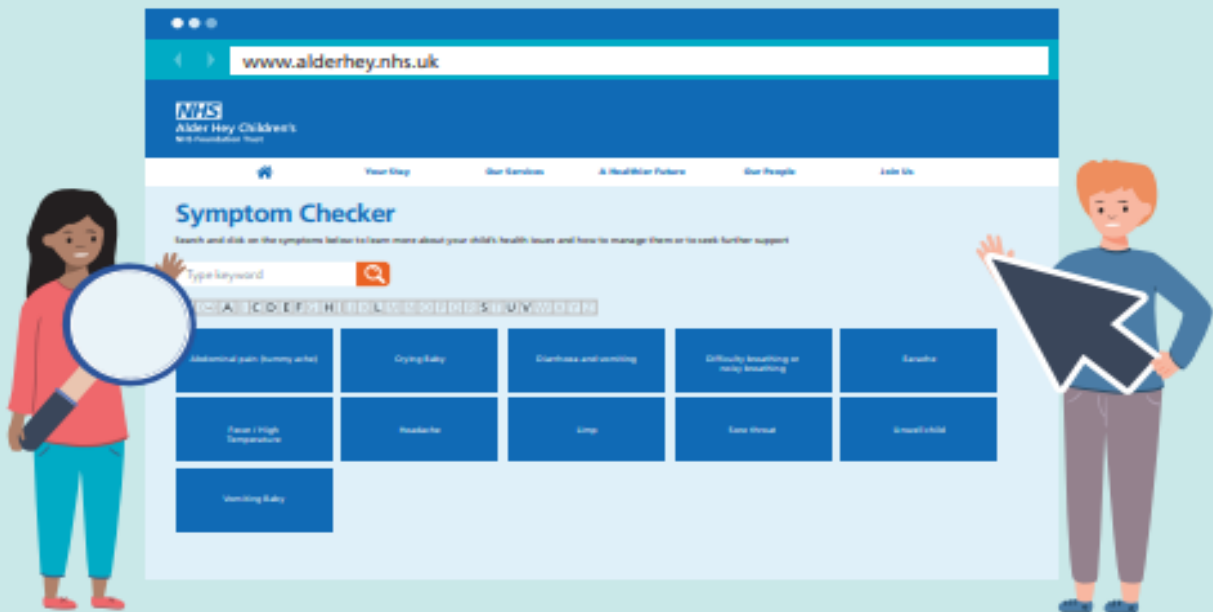 www.alderhey.nhs.uk
NHS
Alder Hey Children's
NHS Foundation Trust
Your Stay Our Services A Healthier Future Our People Join Us
Symptom Checker
Search and click on the symptoms below to learn more about your child's health issues and how to manage them or to seek further support
Type keyword
A C D E F H L S U V
Abdominal pain (tummy ache) Crying Baby Diarrhoea and vomiting Difficulty breathing or
noisy breathing Earache
Fever / High
Temperature Headache Limp Sore throat Unwell child
Vomiting Baby